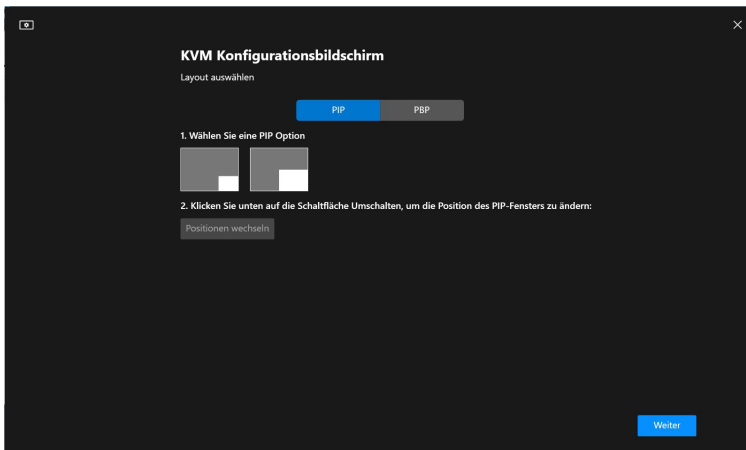 KVM Konfigurationsbildschirm
Layout auswählen
PIP PBP
1. Wählen Sie eine PIP Option
2. Klicken Sie unten auf die Schaltfläche Umschalten, um die Position des PIP-Fensters zu ändern:
Positionen wechseln
Weiter